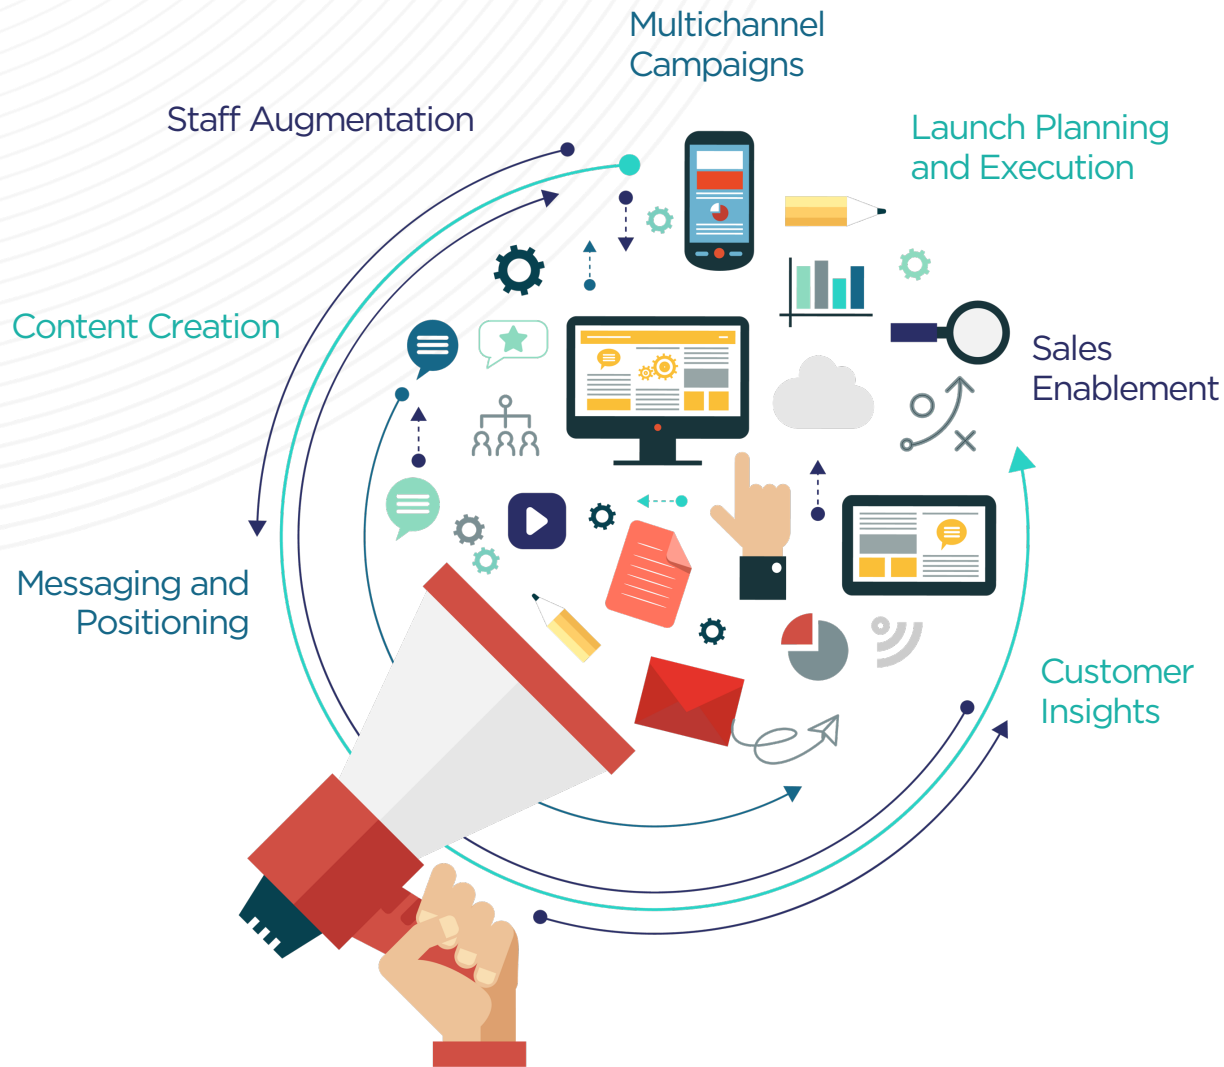 Multichannel
Campaigns
Staff Augmentation
Launch Planning
and Execution
Content Creation
Sales
Enablement
Messaging and
Positioning
Customer
Insights